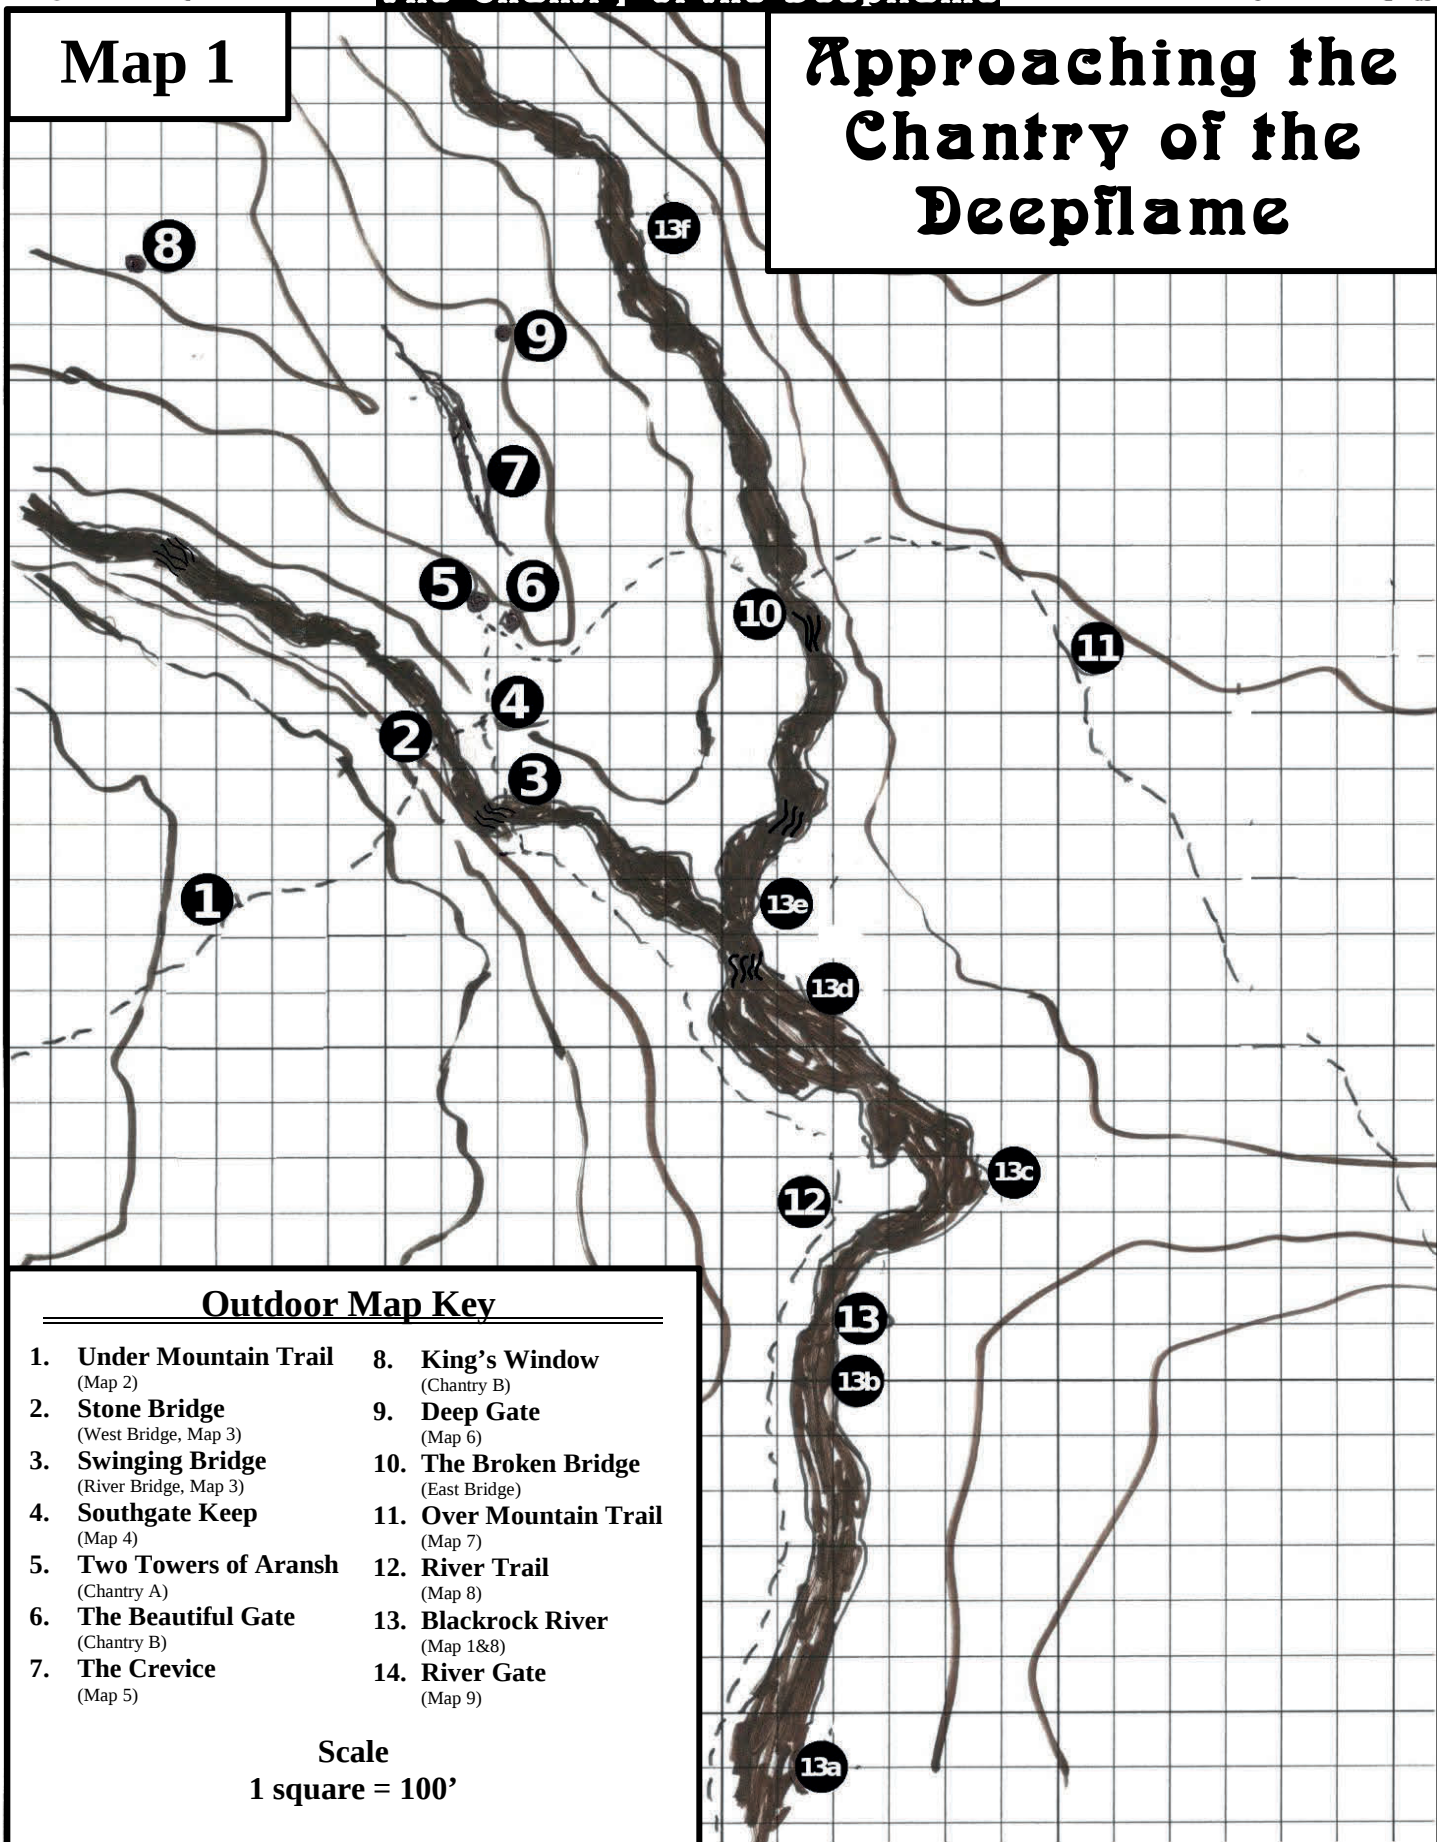 The Chantry of the Deepflame
Map 1
Approaching the
Chantry of the
Deepflame
8
13f
9
7
5
6
10
11
4
2
3
1
13e
13d
13c
12
13
13b
13a
Outdoor Map Key
1. Under Mountain Trail
(Map 2)
2. Stone Bridge
(West Bridge, Map 3)
3. Swinging Bridge
(River Bridge, Map 3)
4. Southgate Keep
(Map 4)
5. Two Towers of Aransh
(Chantry A)
6. The Beautiful Gate
(Chantry B)
7. The Crevice
(Map 5)
8. King’s Window
(Chantry B)
9. Deep Gate
(Map 6)
10. The Broken Bridge
(East Bridge)
11. Over Mountain Trail
(Map 7)
12. River Trail
(Map 8)
13. Blackrock River
(Map 1&8)
14. River Gate
(Map 9)
Scale
1 square = 100’